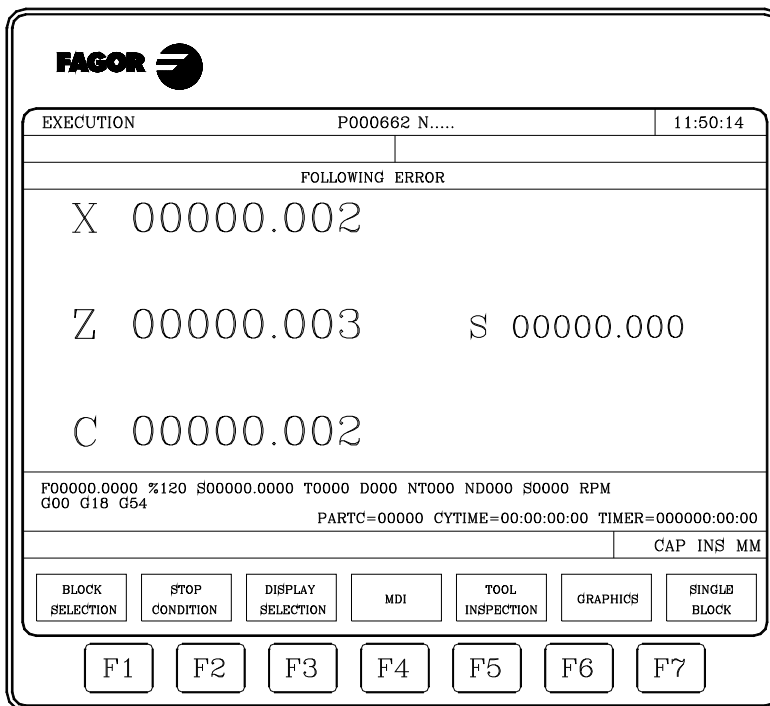 FAGOR
EXECUTION P000662 N..... 11:50:14
FOLLOWING ERROR
X 00000.002
Z 00000.003 S 00000.000
C 00000.002
F00000.0000 %120 S00000.0000 T0000 D000 NT000 ND000 S0000 RPM
G00 G18 G54
PARTC=00000 CYTIME=00:00:00:00 TIMER=000000:00:00
CAP INS MM
BLOCK SELECTION
STOP CONDITION
DISPLAY SELECTION
MDI
TOOL INSPECTION
GRAPHICS
SINGLE BLOCK
F1 F2 F3 F4 F5 F6 F7